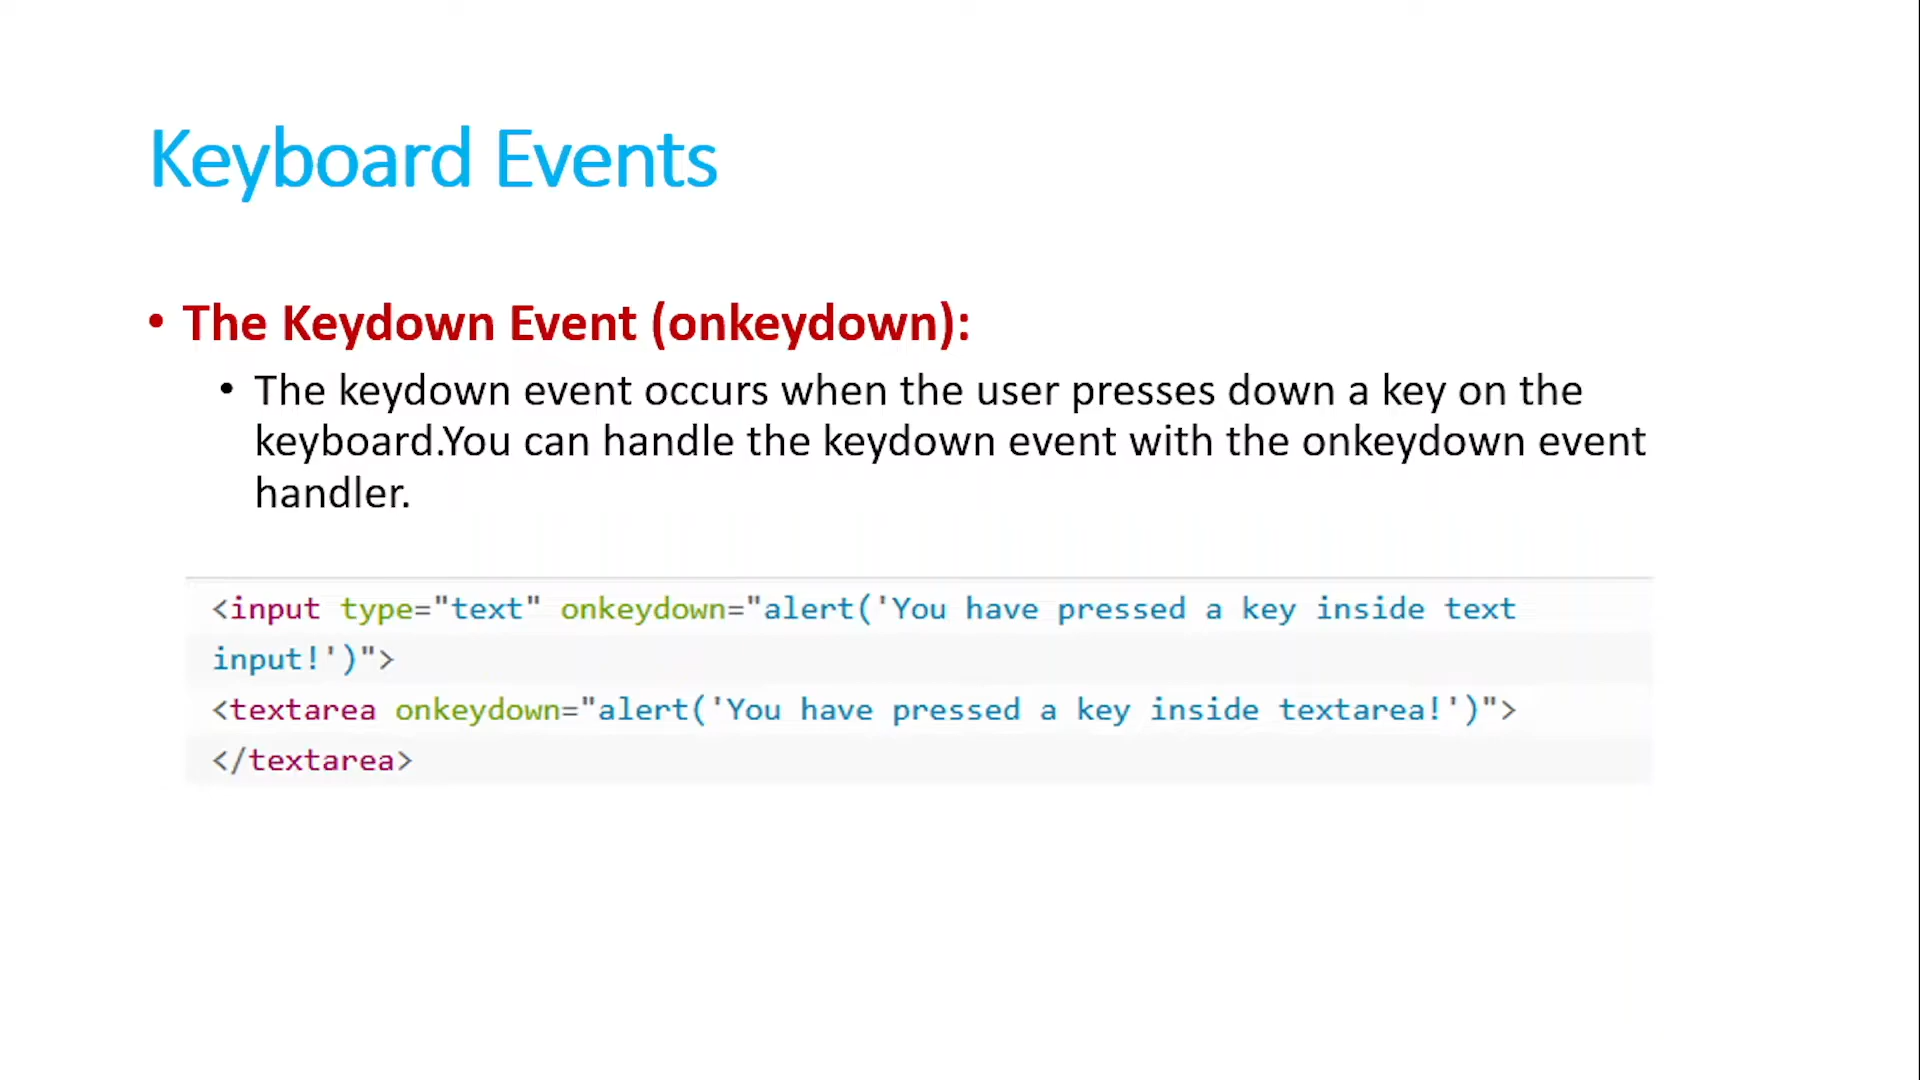 Keyboard Events
• The Keydown Event (onkeydown):
• The keydown event occurs when the user presses down a key on the
keyboard.You can handle the keydown event with the onkeydown event
handler.
<input type="text" onkeydown="alert('You have pressed a key inside text
input!')">
<textarea onkeydown="alert('You have pressed a key inside textarea!')">
</textarea>